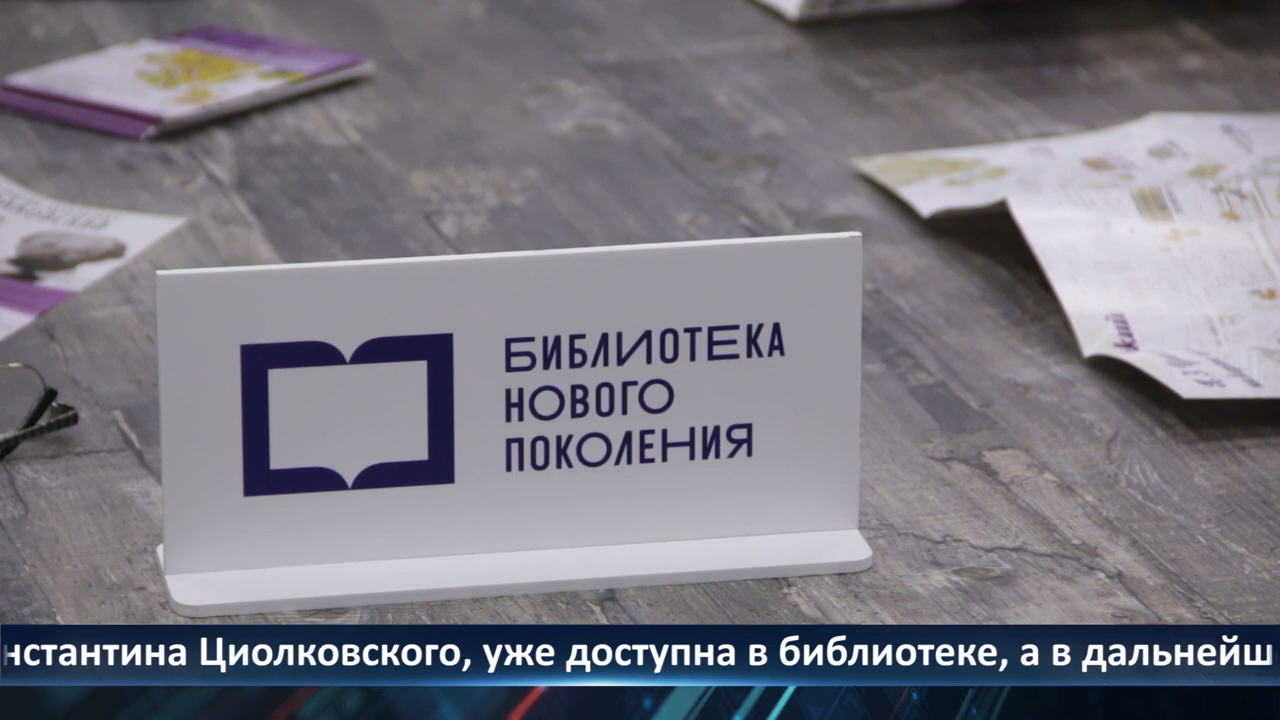 БИБЛИОТЕКА
НОВОГО
ПОКОЛЕНИЯ
нстантина Циолковского, уже доступна в библиотеке, а в дальнейш